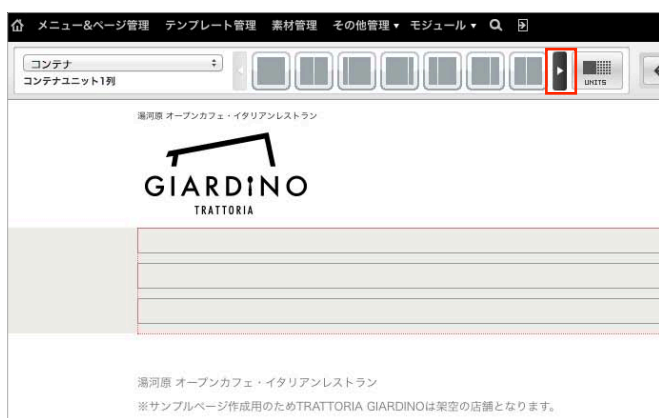 メニュー&ページ管理 テンプレート管理 素材管理 その他管理▼ モジュール▼
コンテナ
コンテナユニット1列
UNITS
湯河原 オープンカフェ・イタリアンレストラン
GIARDINO
TRATTORIA
湯河原 オープンカフェ・イタリアンレストラン
※サンプルページ作成用のためTRATTORIA GIARDINOは架空の店舗となります。